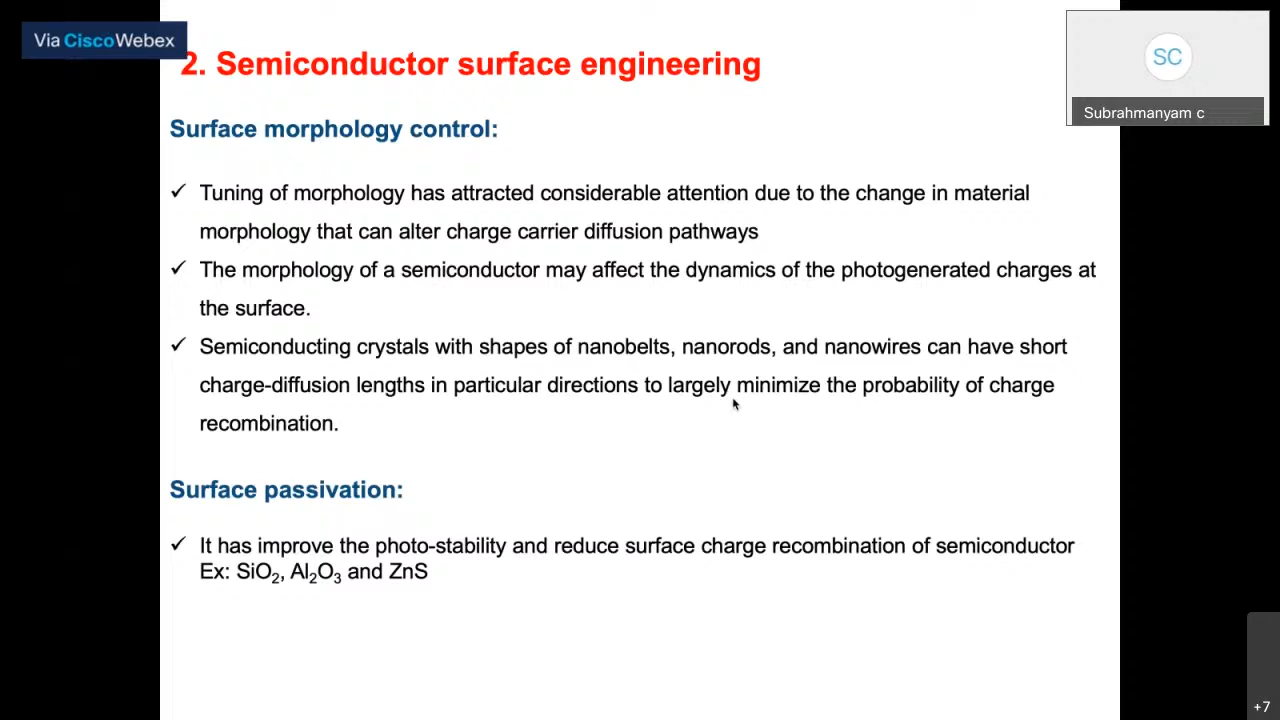 Via CiscoWebex
2. Semiconductor surface engineering
SC
Subrahmanyam c
Surface morphology control:
✓ Tuning of morphology has attracted considerable attention due to the change in material
morphology that can alter charge carrier diffusion pathways
✓ The morphology of a semiconductor may affect the dynamics of the photogenerated charges at
the surface.
✓ Semiconducting crystals with shapes of nanobelts, nanorods, and nanowires can have short
charge-diffusion lengths in particular directions to largely minimize the probability of charge
recombination.
Surface passivation:
✓ It has improve the photo-stability and reduce surface charge recombination of semiconductor
Ex: SiO₂, Al₂O₃ and ZnS
+7